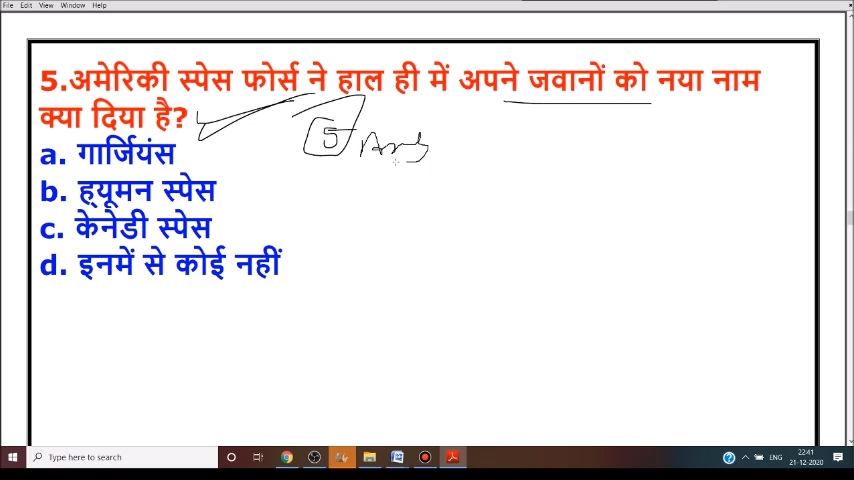 File Edit View Window Help
5.अमेरिकी स्पेस फोर्स ने हाल ही में अपने जवानों को नया नाम
क्या दिया है?
5
a. गार्जियंस
b. ह्यूमन स्पेस
c. केनेडी स्पेस
d. इनमें से कोई नहीं
Type here to search
ENG
22:41
21-12-2020